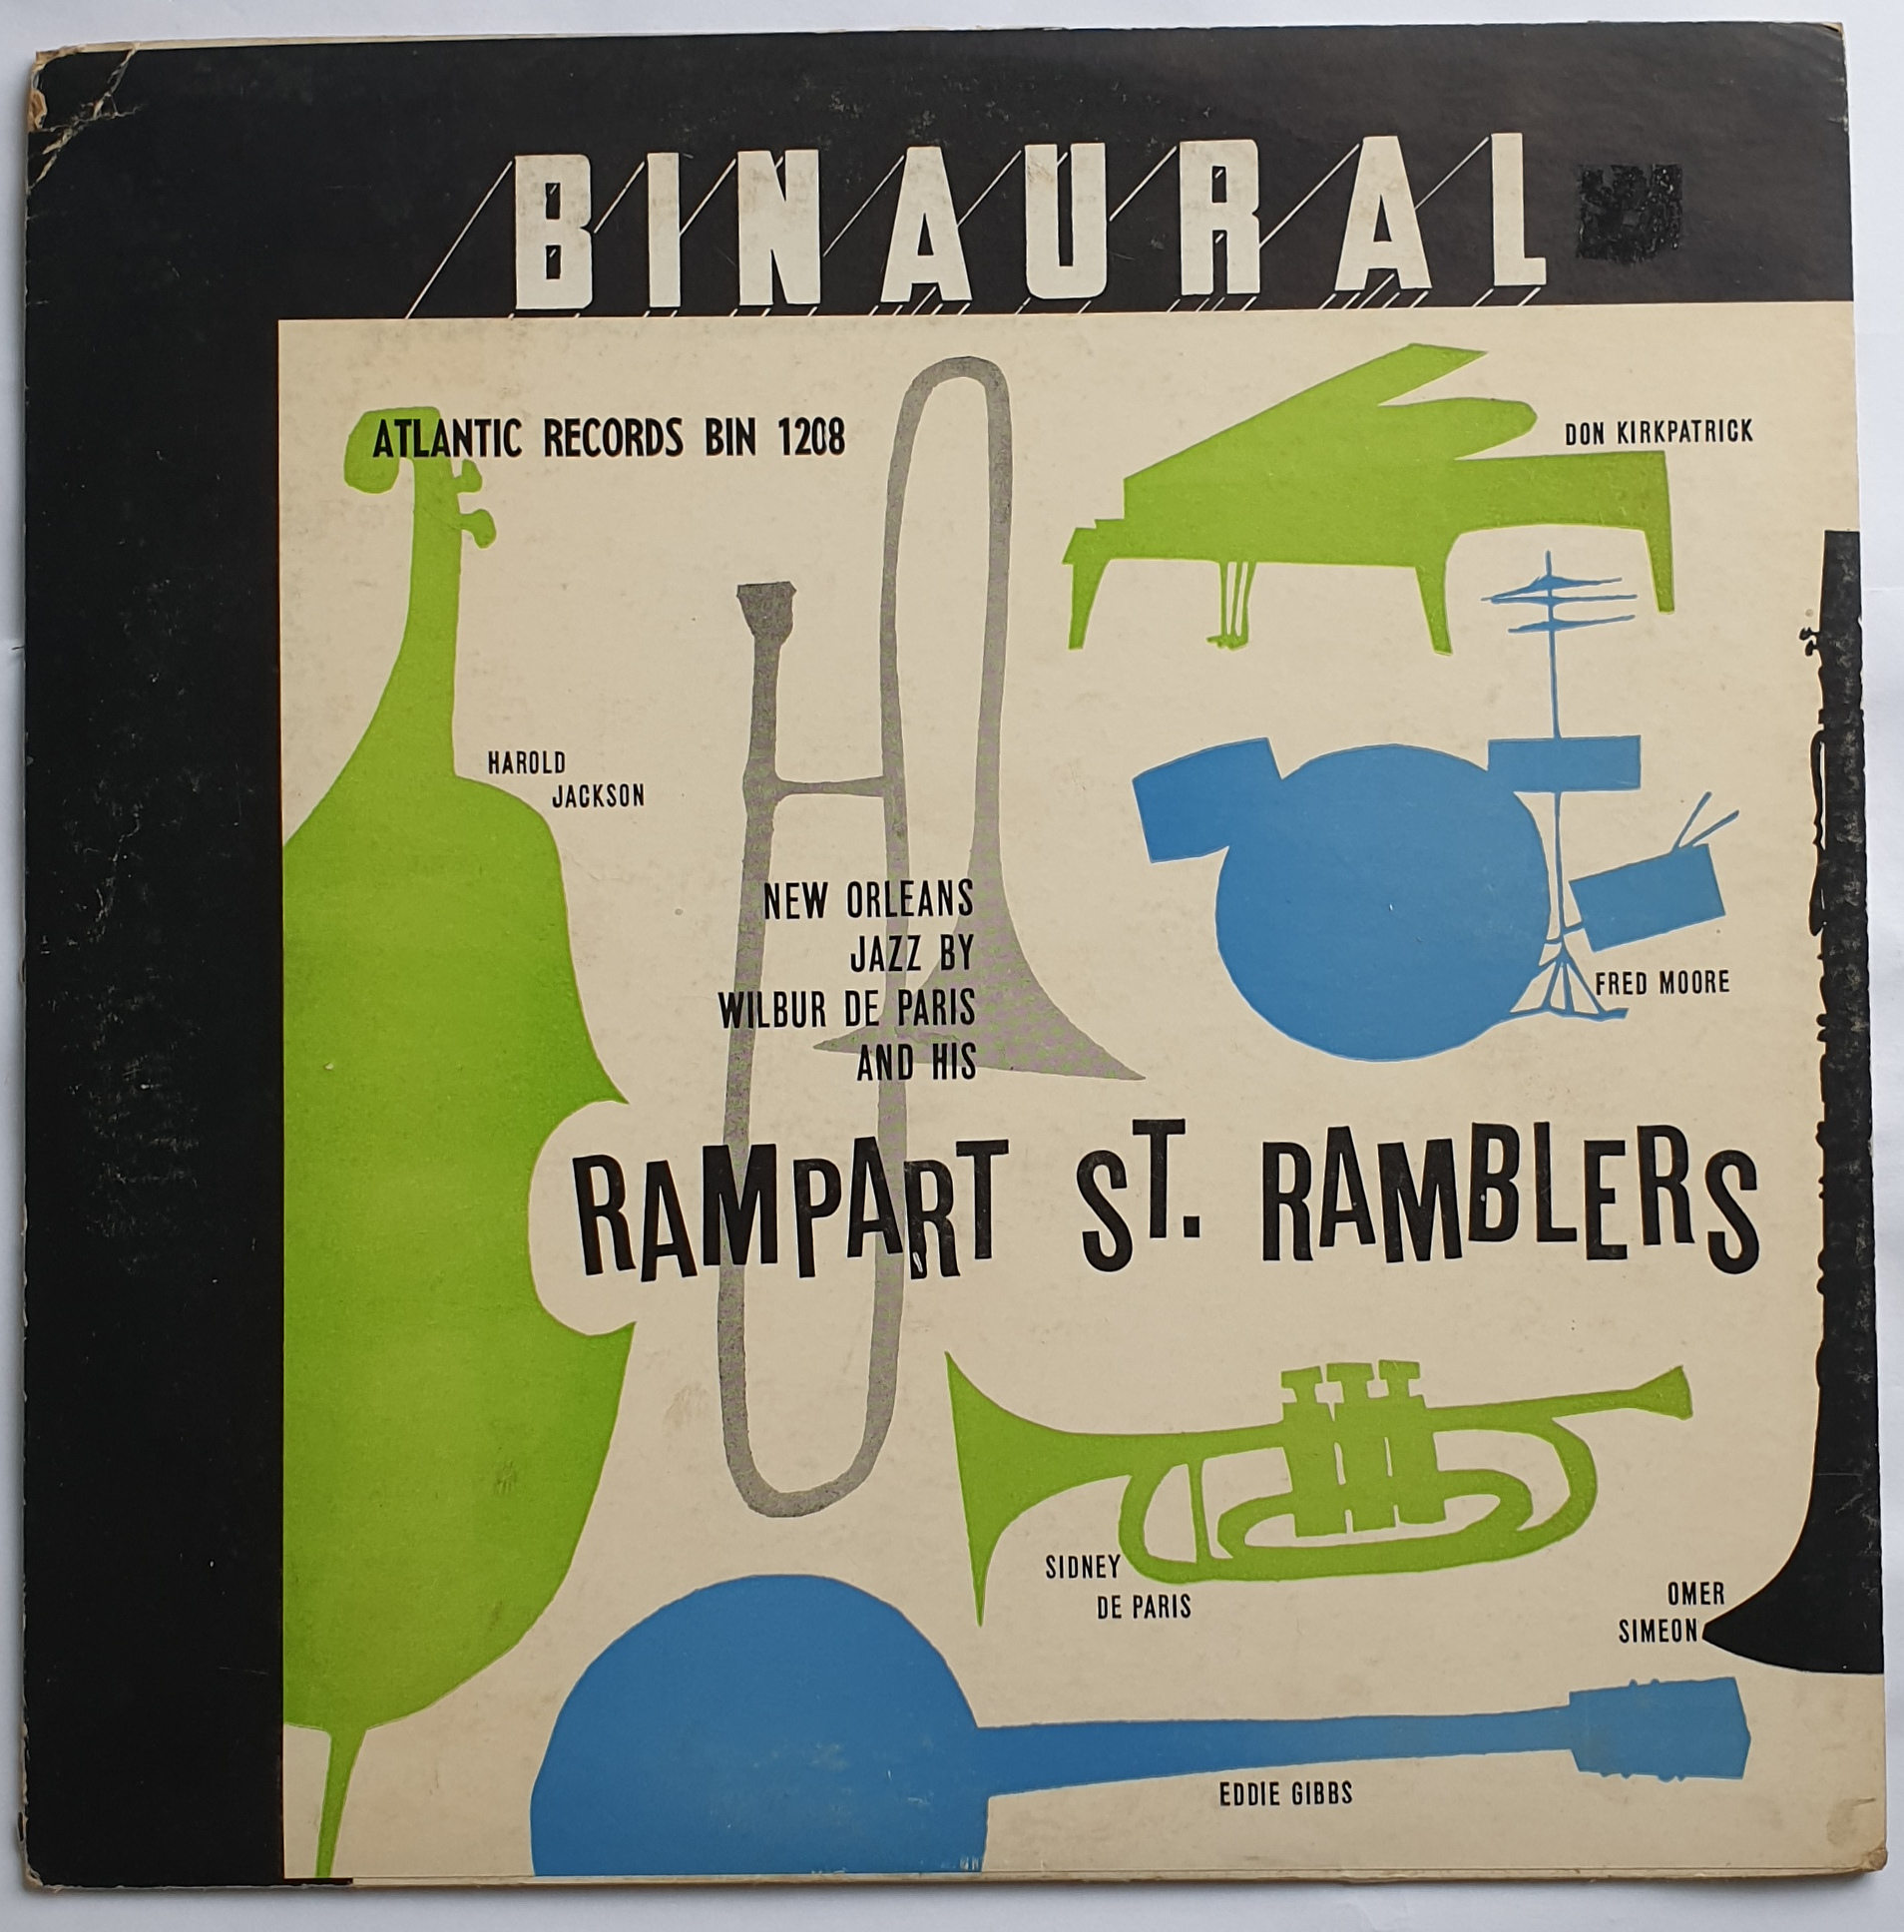 BINAURAL
ATLANTIC RECORDS BIN 1208
DON KIRKPATRICK
HAROLD
JACKSON
NEW ORLEANS
JAZZ BY
WILBUR DE PARIS
AND HIS
FRED MOORE
RAMPART ST. RAMBLERS
SIDNEY
DE PARIS
OMER
SIMEON
EDDIE GIBBS